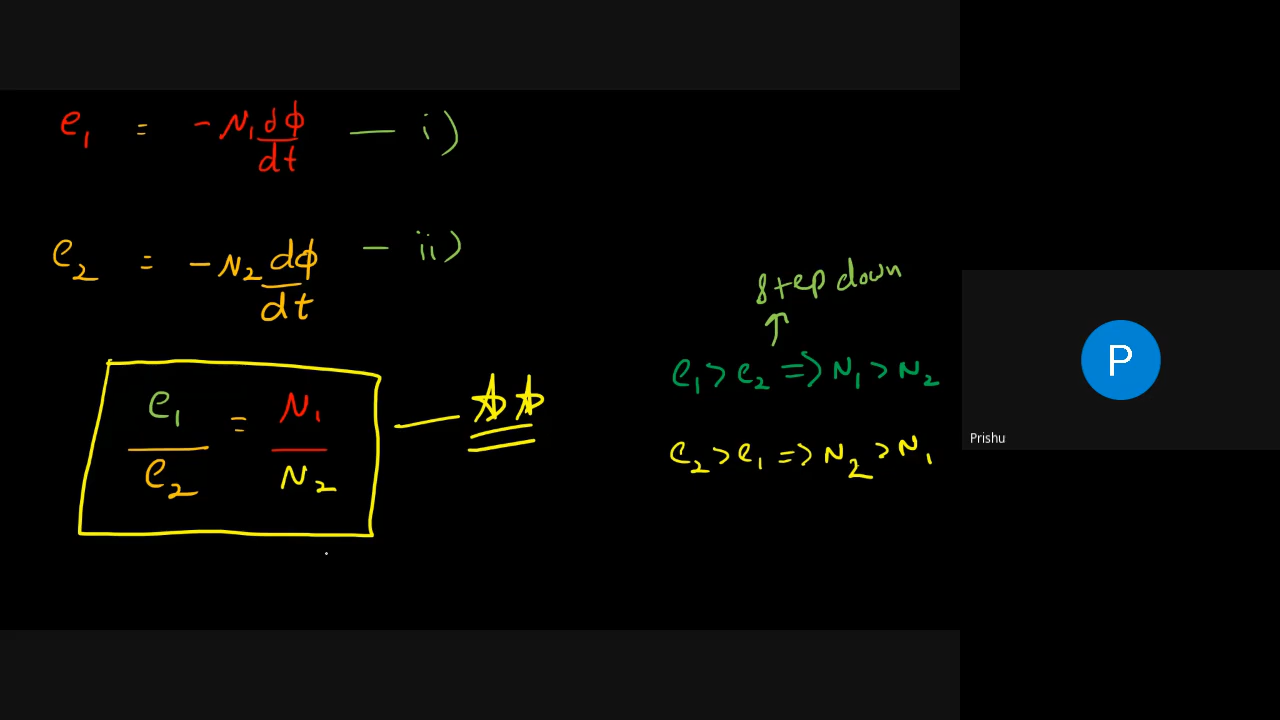 e₁ = -N₁ dϕ/dt — i)
e₂ = -N₂ dϕ/dt — ii)
step down
↑
e₁ > e₂ => N₁ > N₂
e₁/e₂ = N₁/N₂ — ☆☆
e₂ > e₁ => N₂ > N₁
P
Prishu